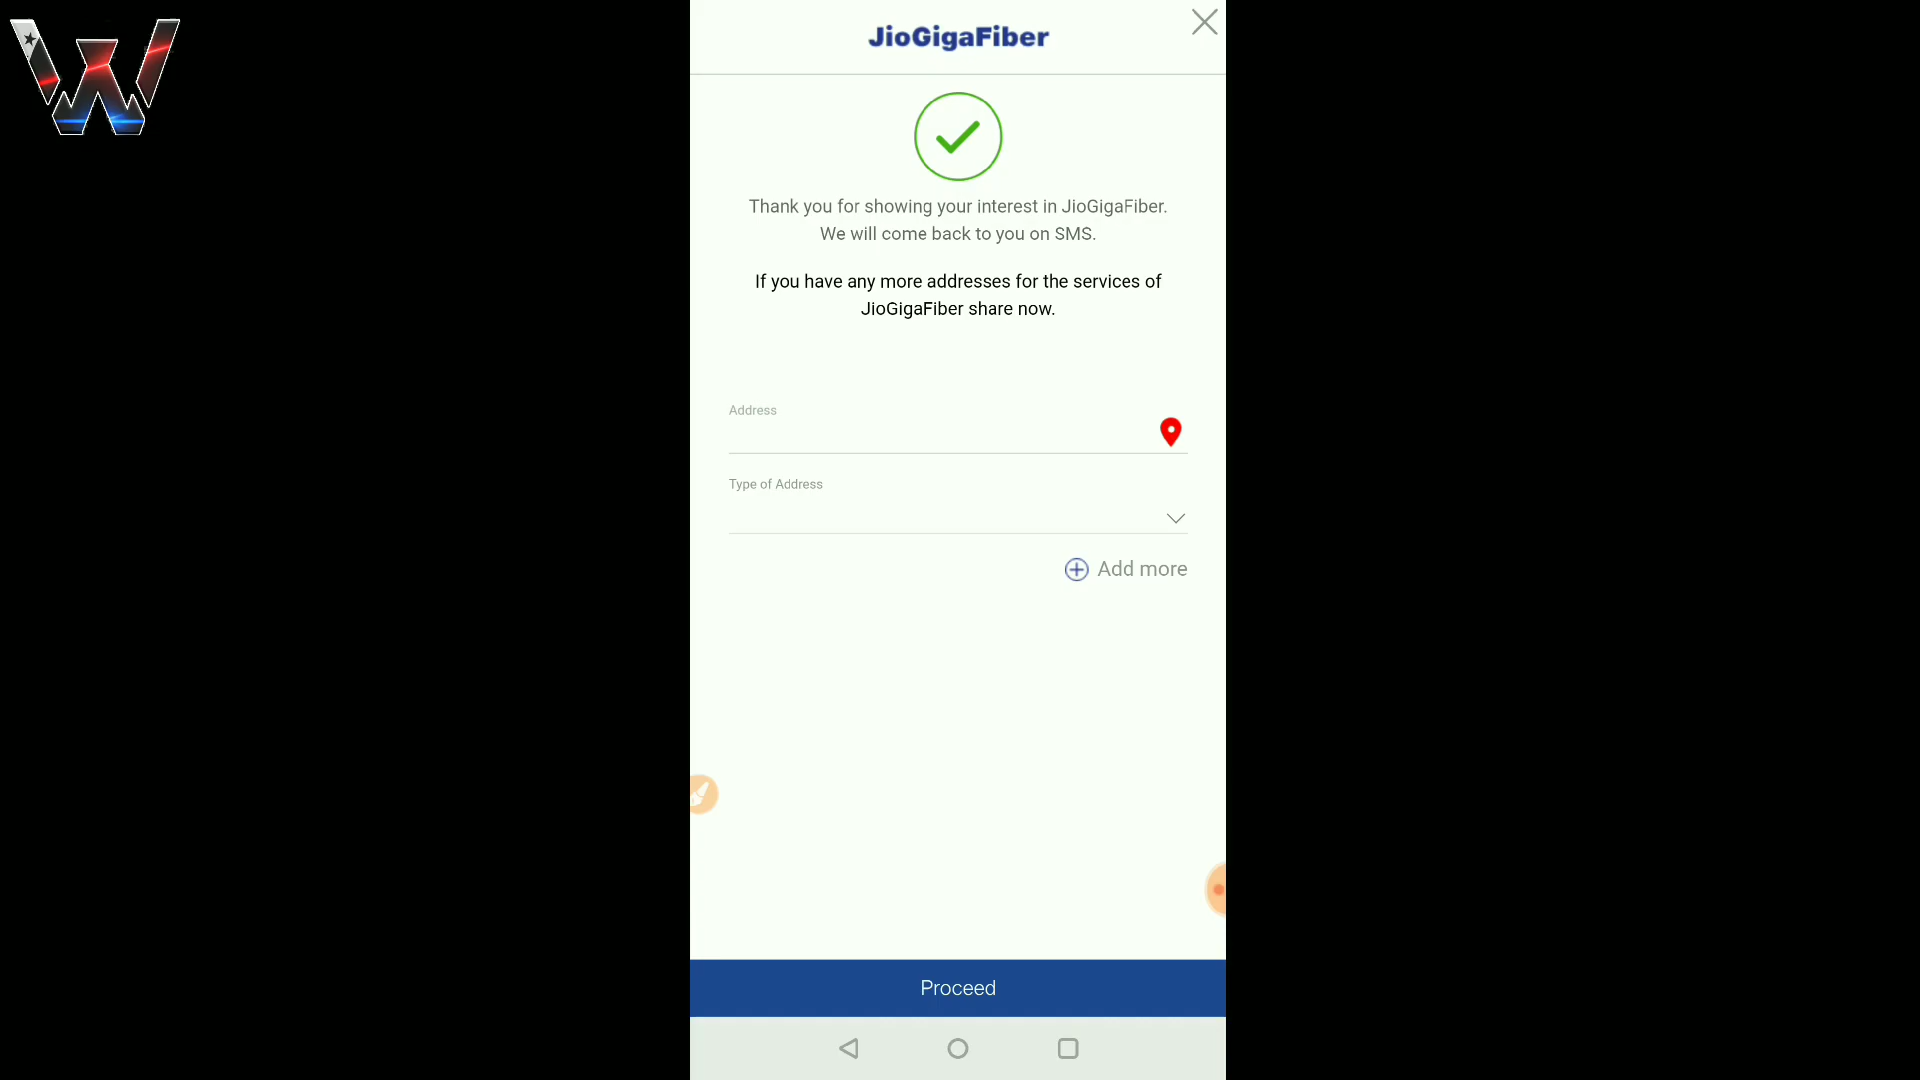 JioGigaFiber
Thank you for showing your interest in JioGigaFiber.
We will come back to you on SMS.
If you have any more addresses for the services of
JioGigaFiber share now.
Address
Type of Address
Add more
Proceed